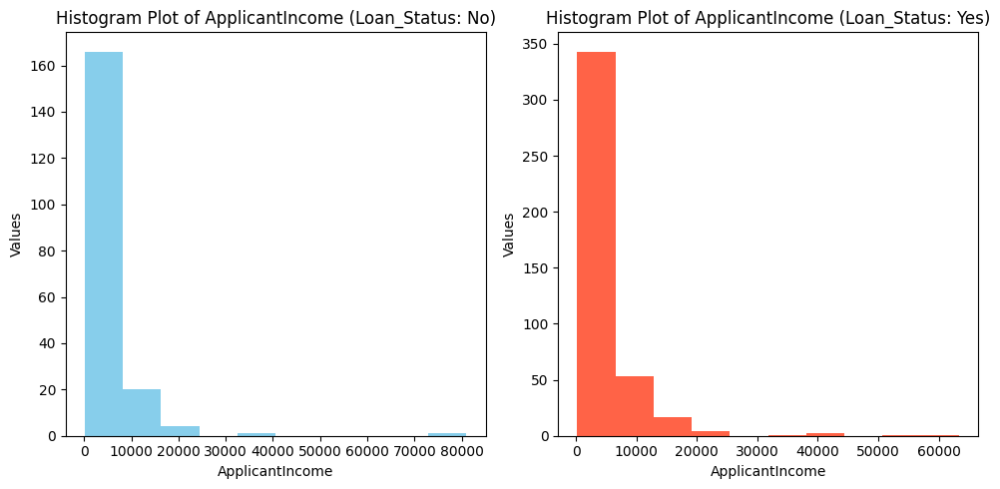 Histogram Plot of ApplicantIncome (Loan_Status: No)
Values
160
140
120
100
80
60
40
20
0
0 10000 20000 30000 40000 50000 60000 70000 80000
ApplicantIncome
Histogram Plot of ApplicantIncome (Loan_Status: Yes)
Values
350
300
250
200
150
100
50
0
0 10000 20000 30000 40000 50000 60000
ApplicantIncome